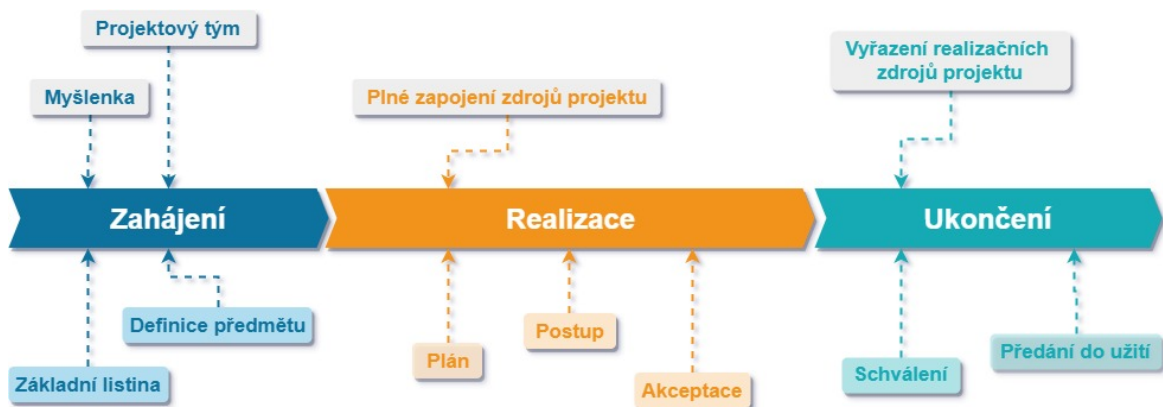 Projektový tým
Vyřazení realizačních
zdrojů projektu
Myšlenka
Plné zapojení zdrojů projektu
Zahájení
Realizace
Ukončení
Definice předmětu
Postup
Předání do užití
Plán
Schválení
Základní listina
Akceptace